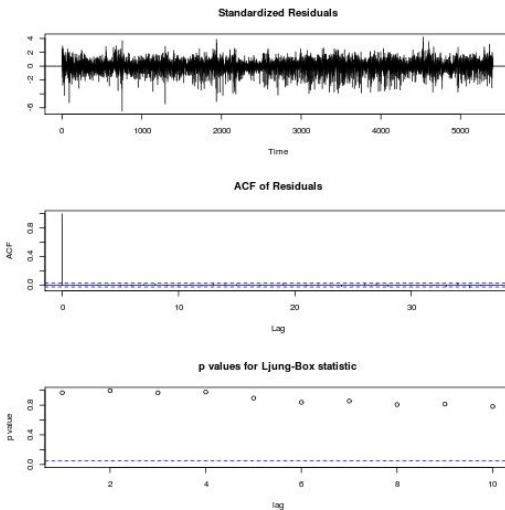 Standardized Residuals
4
2
0
-2
-6
0 1000 2000 3000 4000 5000
Time
ACF of Residuals
0.8
0.4
0.0
ACF
0 10 20 30
Lag
p values for Ljung-Box statistic
0.8
0.4
0.0
p value
2 4 6 8 10
lag